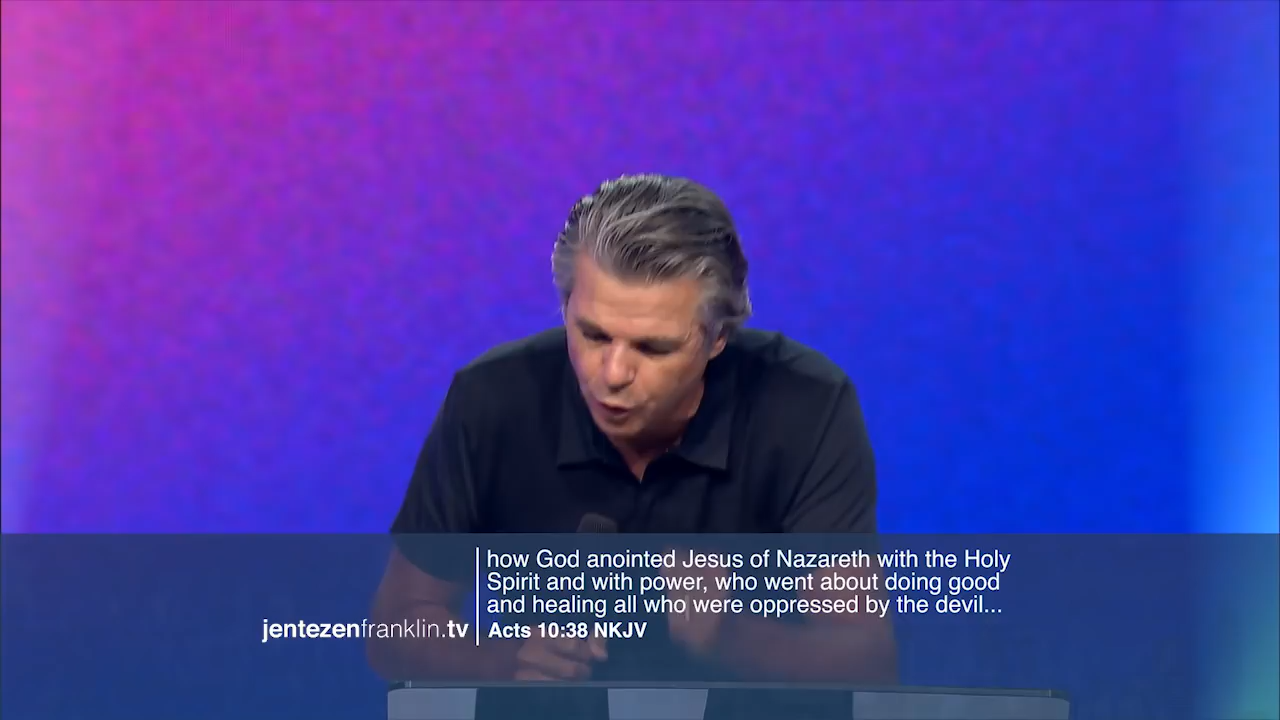 how God anointed Jesus of Nazareth with the Holy
Spirit and with power, who went about doing good
and healing all who were oppressed by the devil...
jentezenfranklin.tv
Acts 10:38 NKJV